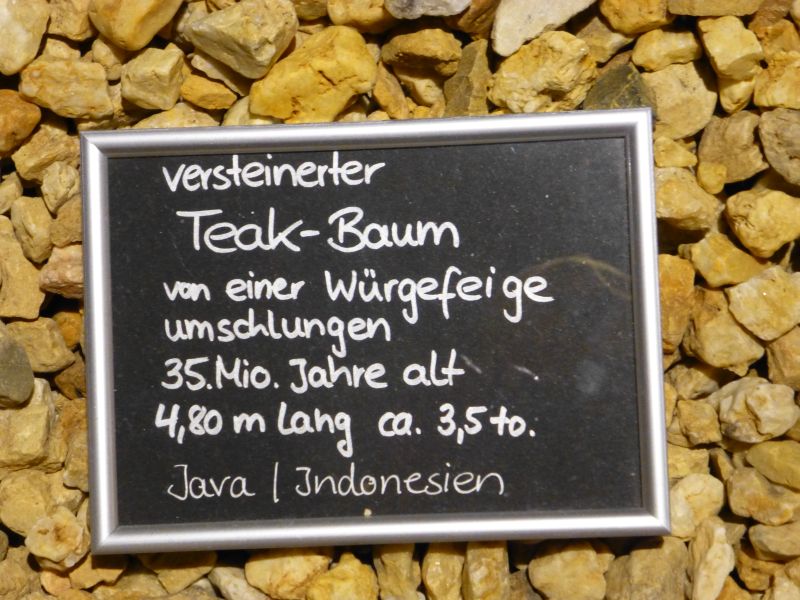 versteinerter
Teak-Baum
von einer Würgefeige
umschlungen
35.Mio. Jahre alt
4,80 m Lang ca. 3,5 to.
Java / Indonesien